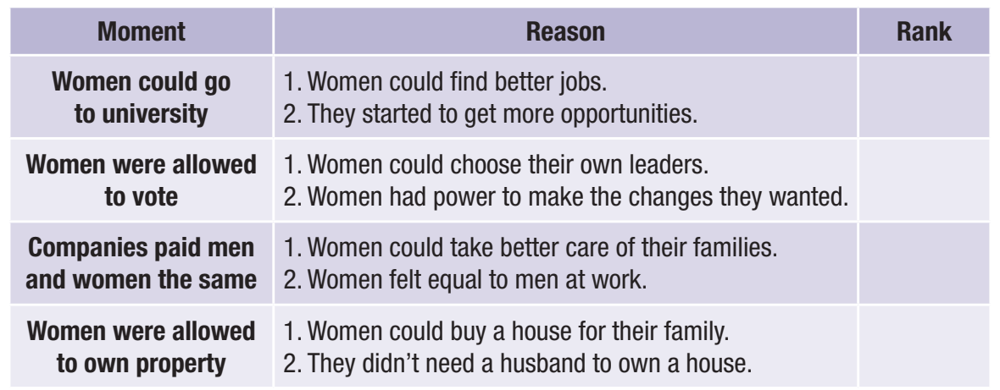 Moment Reason Rank
Women could go
to university
1. Women could find better jobs.
2. They started to get more opportunities.
Women were allowed
to vote
1. Women could choose their own leaders.
2. Women had power to make the changes they wanted.
Companies paid men
and women the same
1. Women could take better care of their families.
2. Women felt equal to men at work.
Women were allowed
to own property
1. Women could buy a house for their family.
2. They didn’t need a husband to own a house.